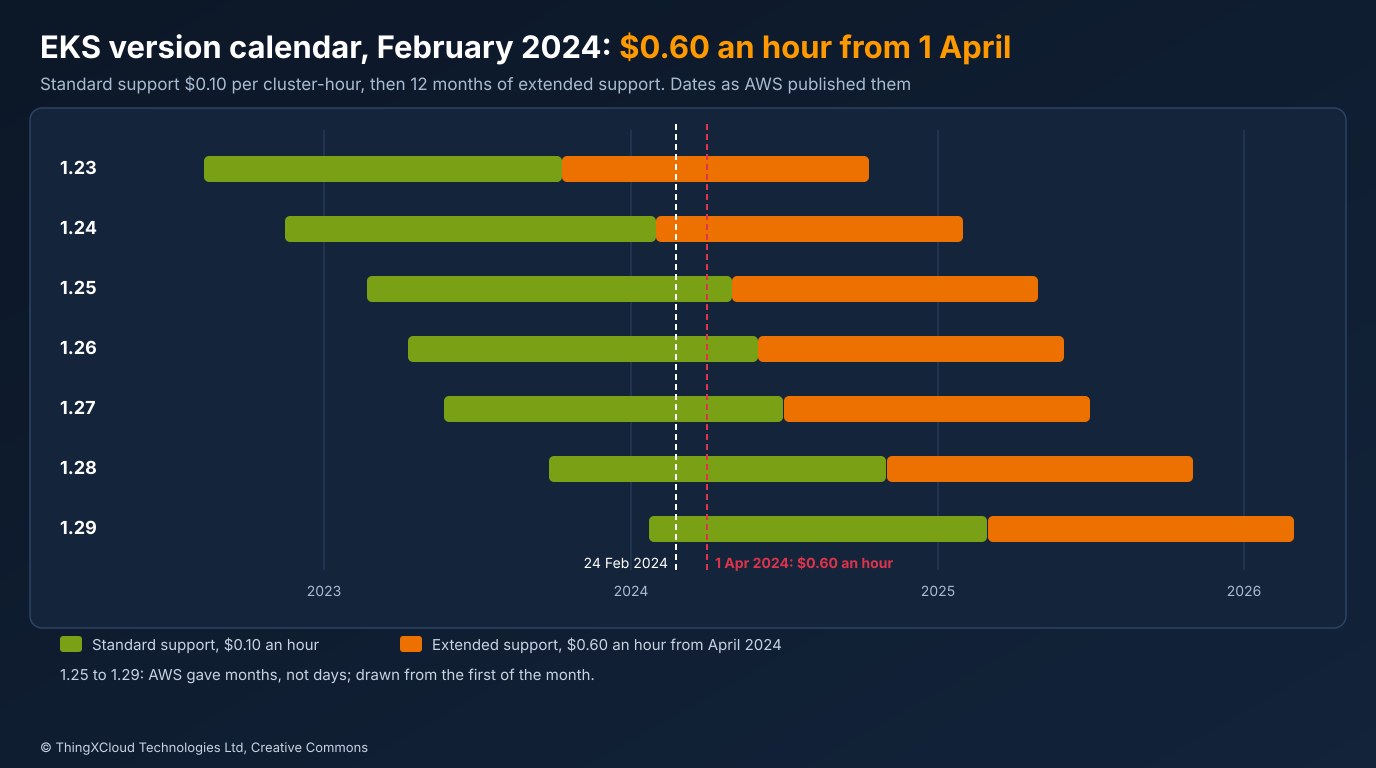 EKS version calendar, February 2024: $0.60 an hour from 1 April
Standard support $0.10 per cluster-hour, then 12 months of extended support. Dates as AWS published them
1.23
1.24
1.25
1.26
1.27
1.28
1.29
24 Feb 2024
1 Apr 2024: $0.60 an hour
2023
2024
2025
2026
Standard support, $0.10 an hour
Extended support, $0.60 an hour from April 2024
1.25 to 1.29: AWS gave months, not days; drawn from the first of the month.
© ThingXCloud Technologies Ltd, Creative Commons